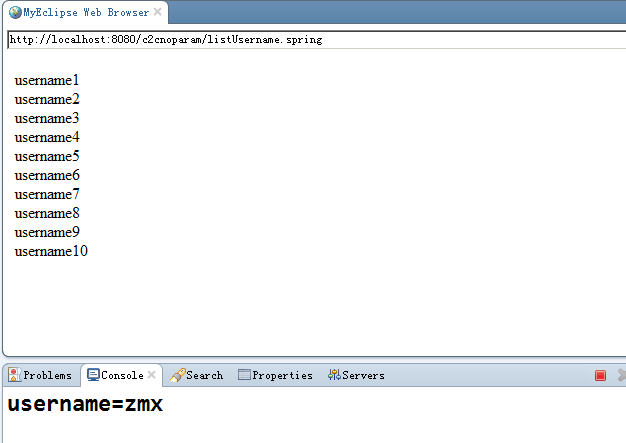 MyEclipse Web Browser
http://localhost:8080/c2cnoparam/listUsername.spring
username1
username2
username3
username4
username5
username6
username7
username8
username9
username10
Problems Console Search Properties Servers
username=zmx